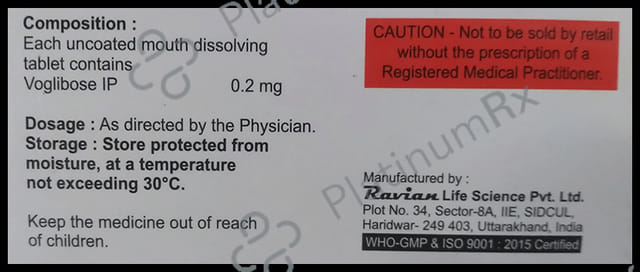 Composition :
Each uncoated mouth dissolving
tablet contains
Voglibose IP 0.2 mg
Dosage : As directed by the Physician.
Storage : Store protected from
moisture, at a temperature
not exceeding 30°C.
Keep the medicine out of reach
of children.
CAUTION - Not to be sold by retail
without the prescription of a
Registered Medical Practitioner.
Manufactured by :
Ravian Life Science Pvt. Ltd.
Plot No. 34, Sector-8A, IIE, SIDCUL,
Haridwar- 249 403, Uttarakhand, India
WHO-GMP & ISO 9001 : 2015 Certified
PlatinumRx